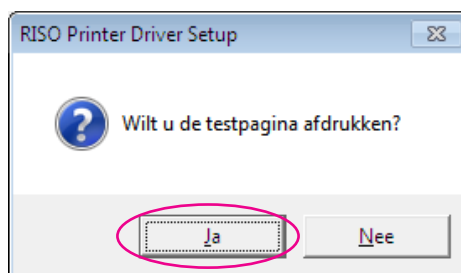 RISO Printer Driver Setup
Wilt u de testpagina afdrukken?
Ja
Nee